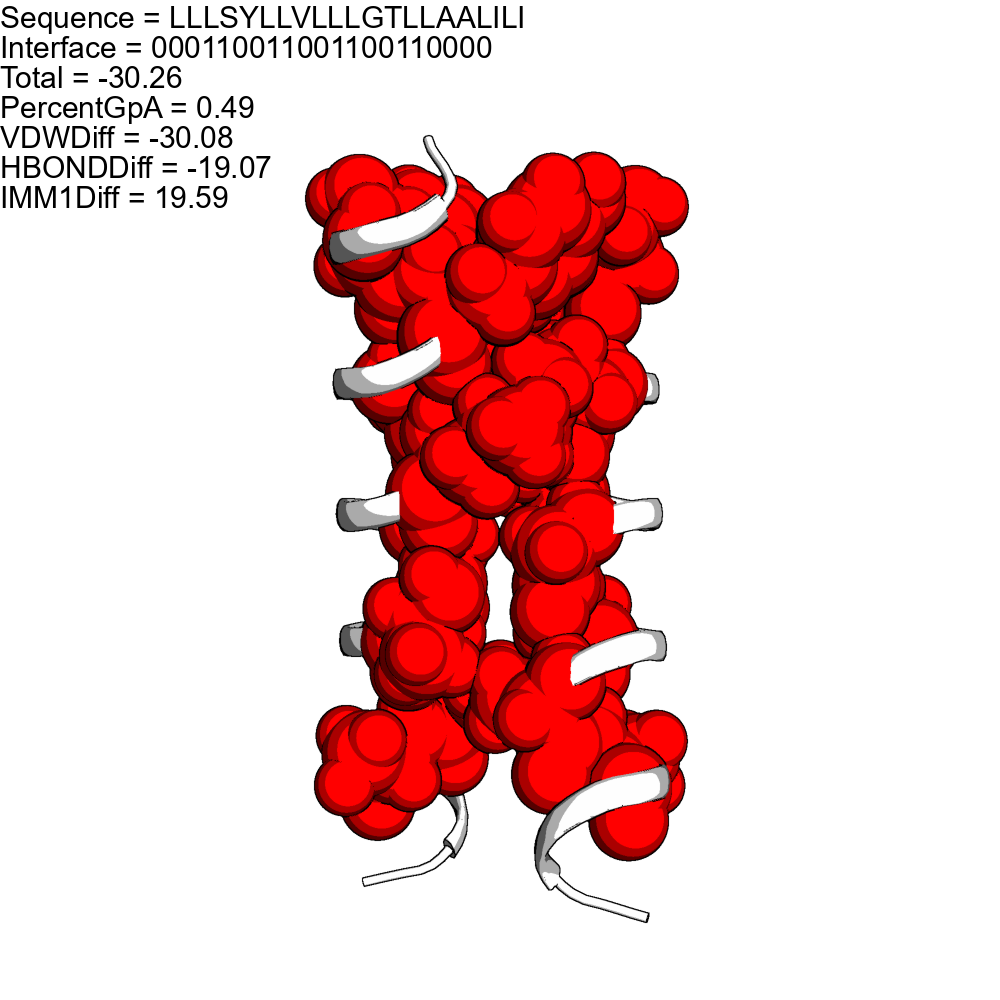 Sequence = LLLSYLLVLLLGTLLAALILI
Interface = 000110011001100110000
Total = -30.26
PercentGpA = 0.49
VDWDiff = -30.08
HBONDDiff = -19.07
IMM1Diff = 19.59